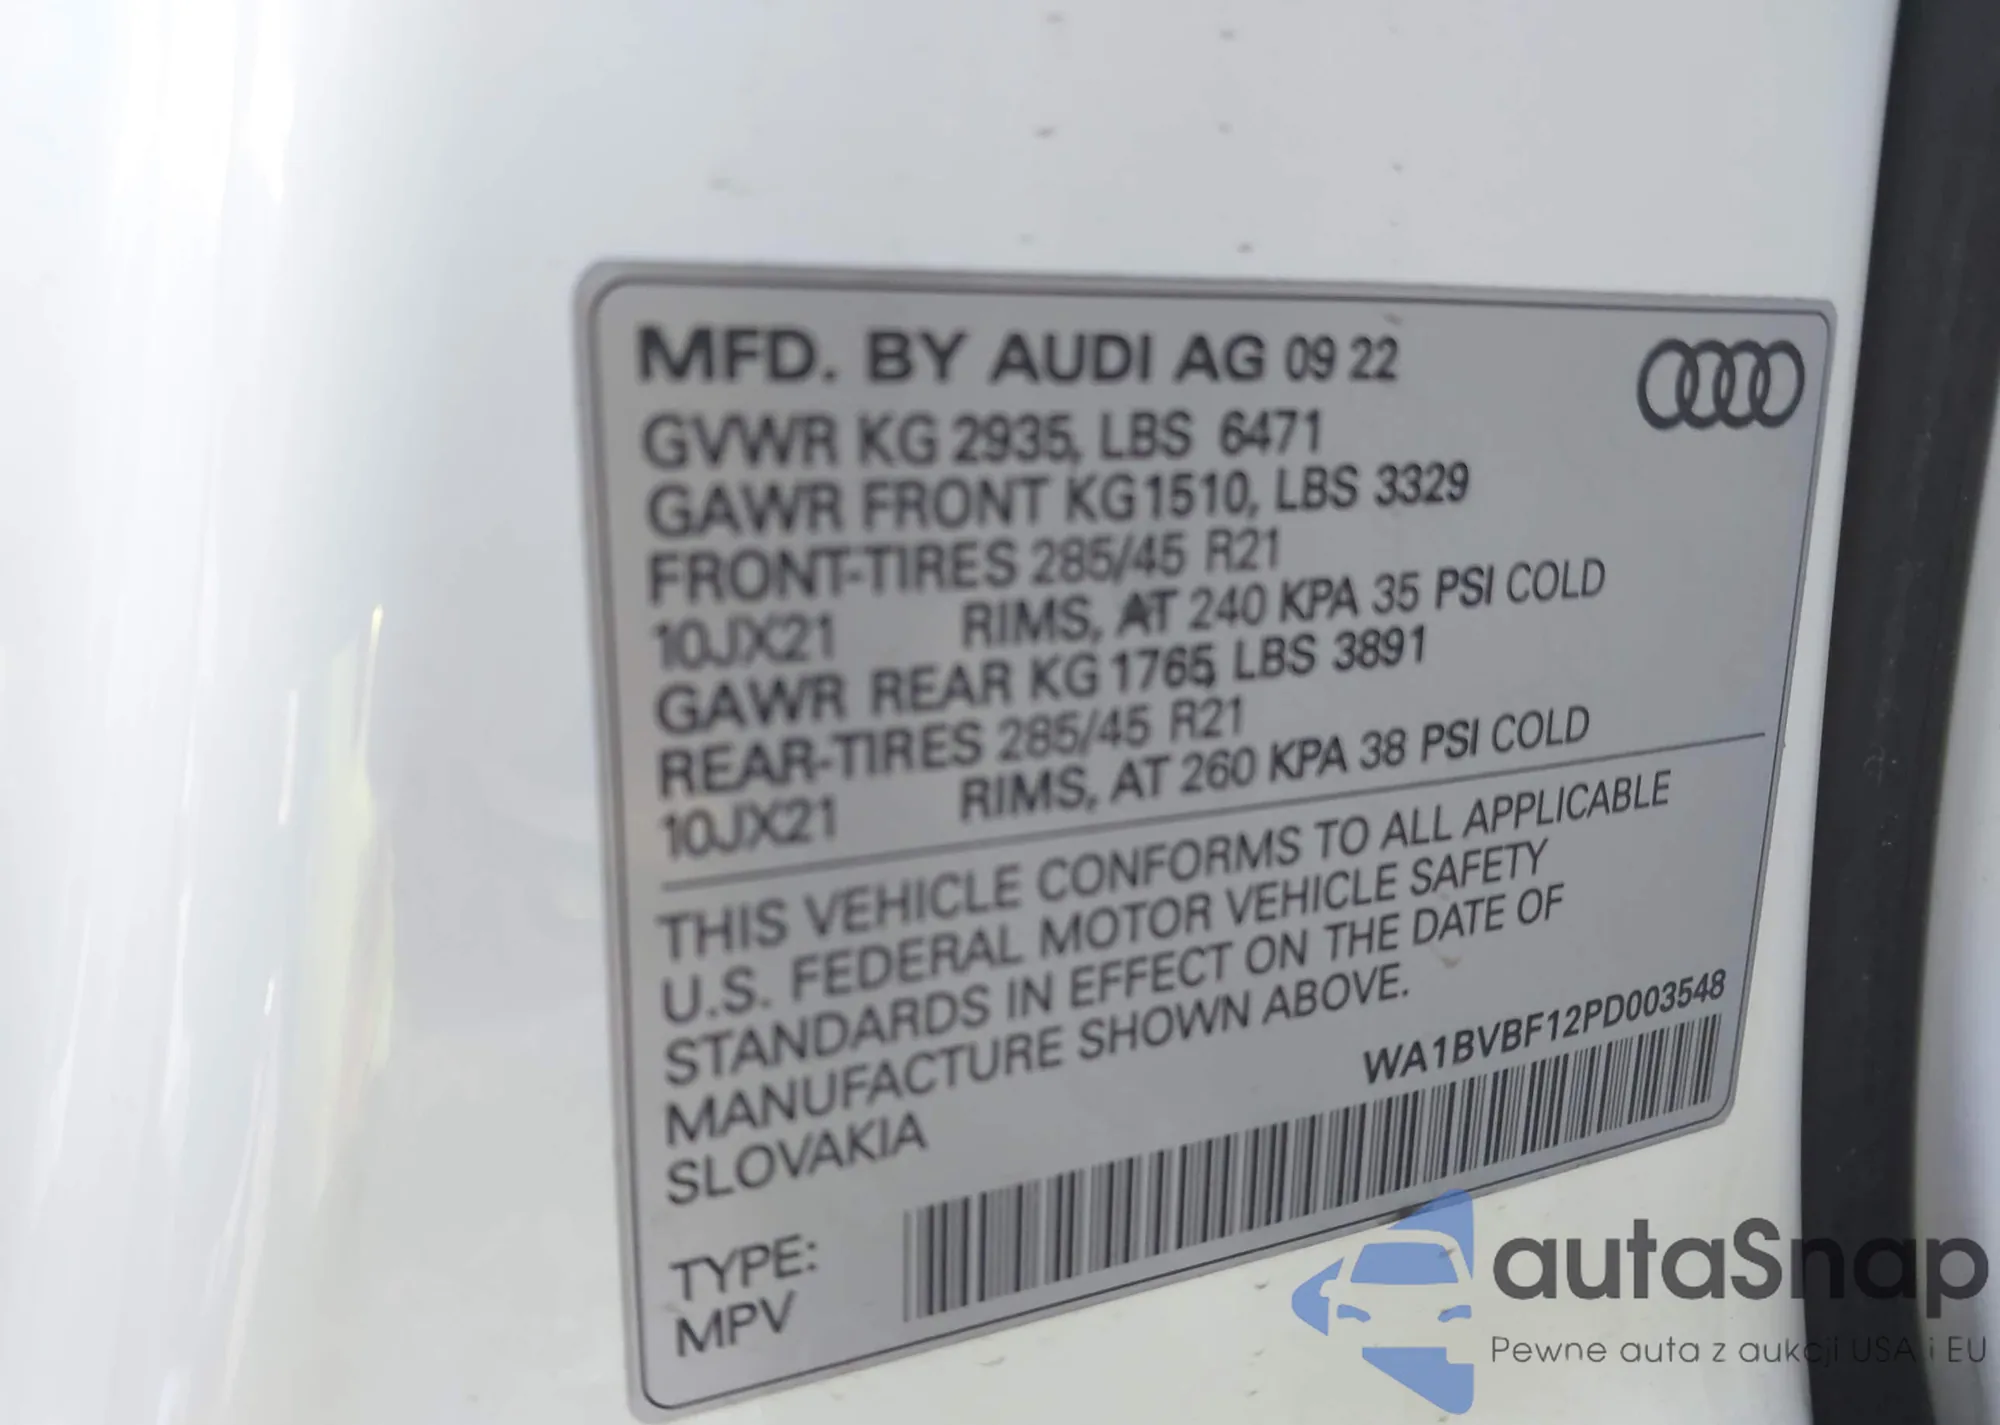 MFD. BY AUDI AG 09 22
GVWR KG 2935, LBS 6471
GAWR FRONT KG 1510, LBS 3329
FRONT-TIRES 285/45 R21
10JX21 RIMS, AT 240 KPA 35 PSI COLD
GAWR REAR KG 1765, LBS 3891
REAR-TIRES 285/45 R21
10JX21 RIMS, AT 260 KPA 38 PSI COLD
THIS VEHICLE CONFORMS TO ALL APPLICABLE
U.S. FEDERAL MOTOR VEHICLE SAFETY
STANDARDS IN EFFECT ON THE DATE OF
MANUFACTURE SHOWN ABOVE.
SLOVAKIA
WA1BVBF12PD003548
TYPE:
MPV
autaSnap
Pewne auta z aukcji USA i EU